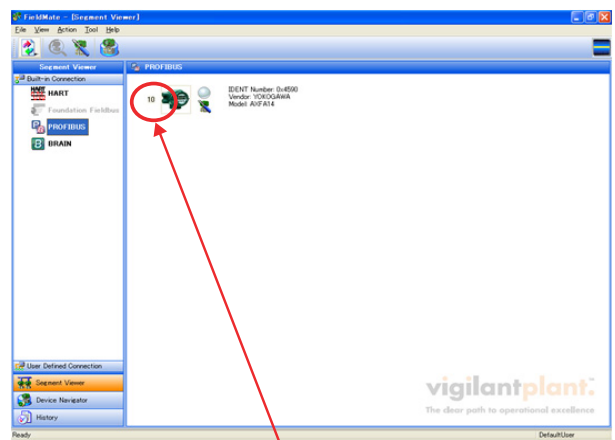 FieldMate - [Segment Viewer]
File View Action Tool Help
Segment Viewer
PROFIBUS
Built-in Connection
HART HART
Foundation Fieldbus
PROFIBUS
B BRAIN
10
IDENT Number: 0x4590
Vendor: YOKOGAWA
Model: AXFA14
User Defined Connection
Segment Viewer
Device Navigator
History
vigilantplant.
The clear path to operational excellence
Ready
DefaultUser